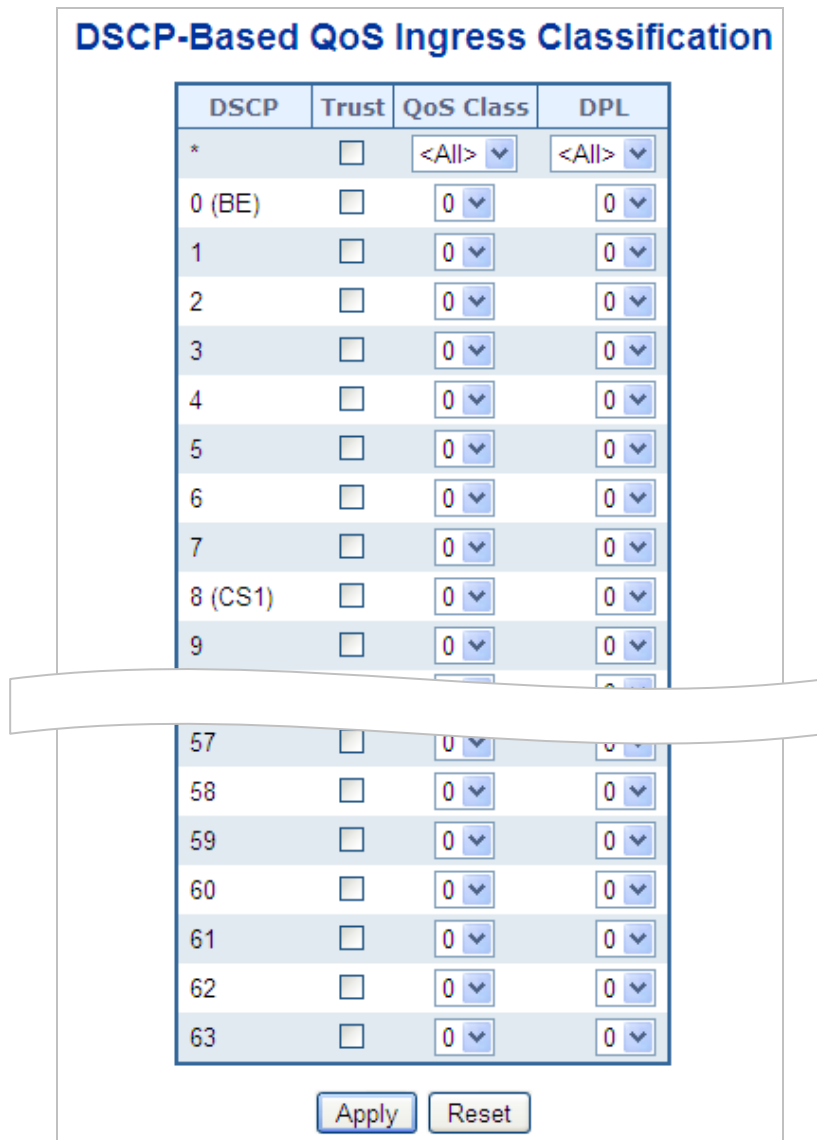 DSCP-Based QoS Ingress Classification
DSCP Trust QoS Class DPL
* <All> <All>
0 (BE) 0 0
1 0 0
2 0 0
3 0 0
4 0 0
5 0 0
6 0 0
7 0 0
8 (CS1) 0 0
9 0 0
57 0 0
58 0 0
59 0 0
60 0 0
61 0 0
62 0 0
63 0 0
Apply Reset